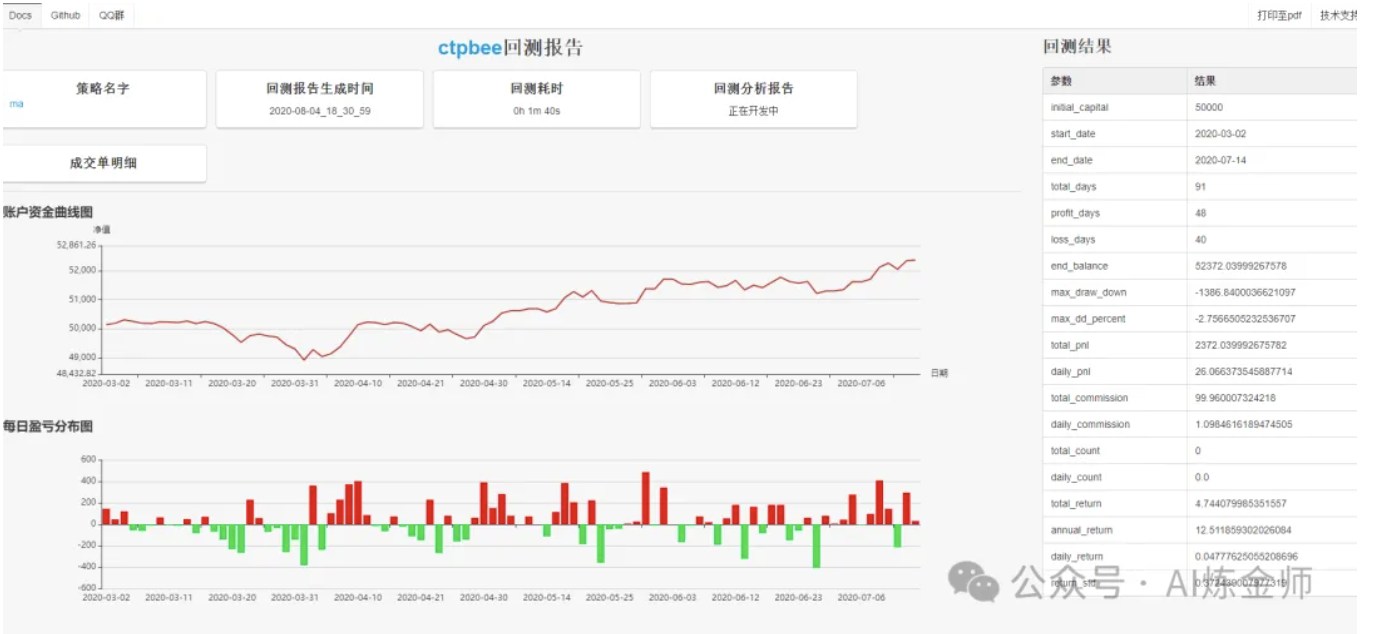 Docs Github QQ群 打印至pdf 技术支持
ctpbee回测报告
策略名字
ma
回测报告生成时间
2020-08-04_18_30_59
回测耗时
0h 1m 40s
回测分析报告
正在开发中
成交单明细
账户资金曲线图
净值
52,861.26
52,000
51,000
50,000
49,000
48,432.82
2020-03-02 2020-03-11 2020-03-20 2020-03-31 2020-04-10 2020-04-21 2020-04-30 2020-05-14 2020-05-25 2020-06-03 2020-06-12 2020-06-23 2020-07-06
日期
每日盈亏分布图
600
400
200
0
-200
-400
-600
2020-03-02 2020-03-11 2020-03-20 2020-03-31 2020-04-10 2020-04-21 2020-04-30 2020-05-14 2020-05-25 2020-06-03 2020-06-12 2020-06-23 2020-07-06
回测结果
参数 结果
initial_capital 50000
start_date 2020-03-02
end_date 2020-07-14
total_days 91
profit_days 48
loss_days 40
end_balance 52372.03999267578
max_draw_down -1386.8400036621097
max_dd_percent -2.7566505232536707
total_pnl 2372.039992675782
daily_pnl 26.066373545887714
total_commission 99.960007324218
daily_commission 1.0984616189474505
total_count 0
daily_count 0.0
total_return 4.744079985351557
annual_return 12.511859302026084
daily_return 0.04777625055208696
return_std
公众号 · AI炼金师